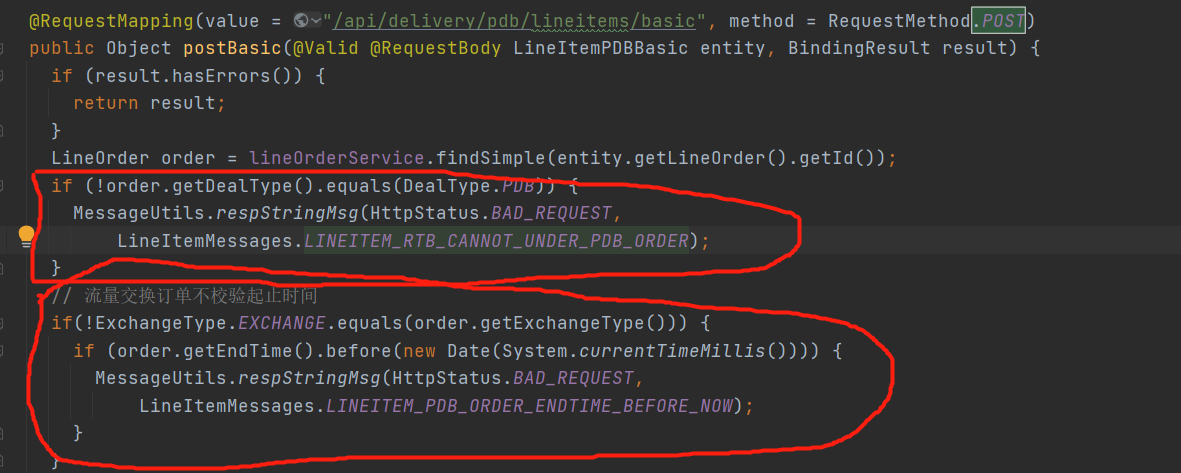 @RequestMapping(value = "/api/delivery/pdb/lineitems/basic", method = RequestMethod.POST)
public Object postBasic(@Valid @RequestBody LineItemPDBBasic entity, BindingResult result) {
if (result.hasErrors()) {
return result;
}
LineOrder order = lineOrderService.findSimple(entity.getLineOrder().getId());
if (!order.getDealType().equals(DealType.PDB)) {
MessageUtils.respStringMsg(HttpStatus.BAD_REQUEST,
LineItemMessages.LINEITEM_RTB_CANNOT_UNDER_PDB_ORDER);
}
// 流量交换订单不校验起止时间
if(!ExchangeType.EXCHANGE.equals(order.getExchangeType())) {
if (order.getEndTime().before(new Date(System.currentTimeMillis()))) {
MessageUtils.respStringMsg(HttpStatus.BAD_REQUEST,
LineItemMessages.LINEITEM_PDB_ORDER_ENDTIME_BEFORE_NOW);
}
}